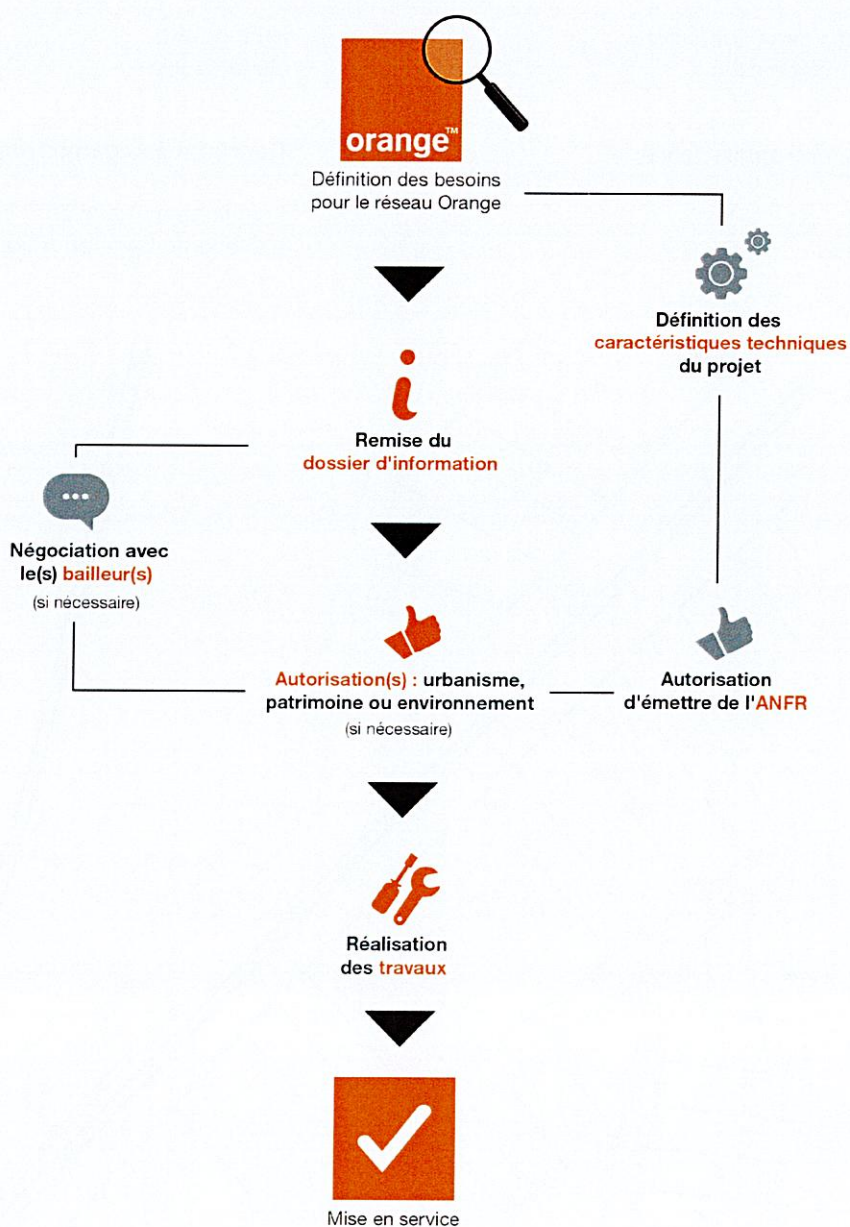 orange™
Définition des besoins
pour le réseau Orange
Définition des
caractéristiques techniques
du projet
Remise du
dossier d'information
Négociation avec
le(s) bailleur(s)
(si nécessaire)
Autorisation(s) : urbanisme,
patrimoine ou environnement
(si nécessaire)
Autorisation
d'émettre de l'ANFR
Réalisation
des travaux
Mise en service